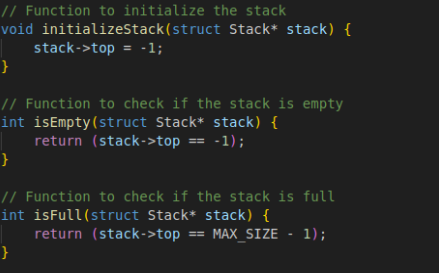 // Function to initialize the stack
void initializeStack(struct Stack* stack) {
    stack->top = -1;
}

// Function to check if the stack is empty
int isEmpty(struct Stack* stack) {
    return (stack->top == -1);
}

// Function to check if the stack is full
int isFull(struct Stack* stack) {
    return (stack->top == MAX_SIZE - 1);
}